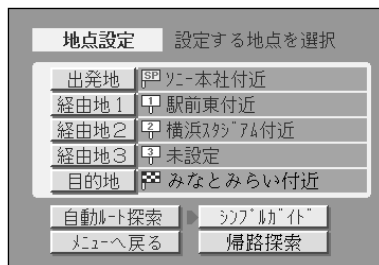 地点設定 設定する地点を選択
出発地 SP ｿﾆｰ本社付近
経由地1 1 駅前東付近
経由地2 2 横浜ｽﾀｼﾞｱﾑ付近
経由地3 3 未設定
目的地 みなとみらい付近
自動ﾙｰﾄ探索 ｼﾝﾌﾟﾙｶﾞｲﾄﾞ
ﾒﾆｭｰへ戻る 帰路探索